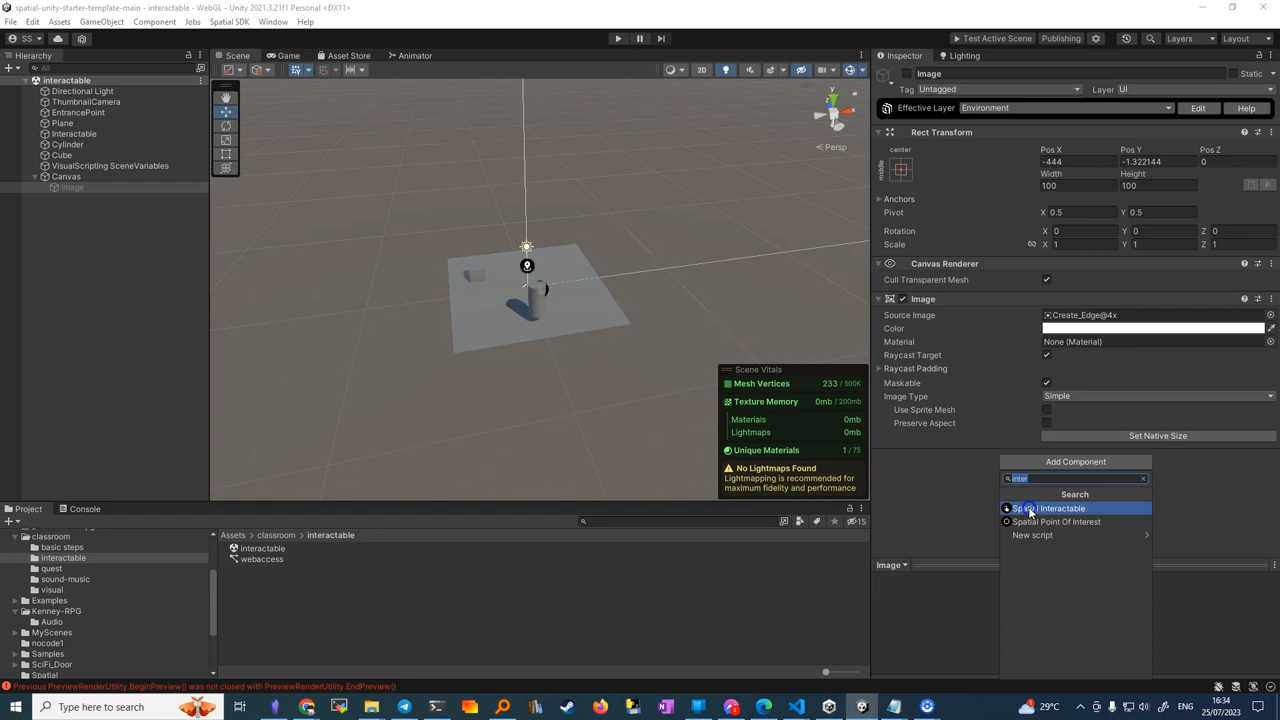 spatial-unity-starter-template-main - interactable - WebGL - Unity 2021.3.21f1 Personal <DX11>
File Edit Assets GameObject Component Jobs Spatial SDK Window Help
SS
Test Active Scene Publishing Layers Layout
Hierarchy
All
interactable
Directional Light
ThumbnailCamera
EntrancePoint
Plane
Interactable
Cylinder
Cube
VisualScripting SceneVariables
Canvas
Image
Scene Game Asset Store Animator
2D
y
x
Persp
Scene Vitals
Mesh Vertices 233 / 500K
Texture Memory 0mb / 200mb
Materials 0mb
Lightmaps 0mb
Unique Materials 1 / 75
No Lightmaps Found
Lightmapping is recommended for
maximum fidelity and performance
Inspector Lighting
Image Static
Tag Untagged Layer UI
Effective Layer Environment Edit Help
Rect Transform
center
middle
Pos X Pos Y Pos Z
-444 -1.322144 0
Width Height
100 100
R
Anchors
Pivot X 0.5 Y 0.5
Rotation X 0 Y 0 Z 0
Scale X 1 Y 1 Z 1
Canvas Renderer
Cull Transparent Mesh
Image
Source Image Create_Edge@4x
Color
Material None (Material)
Raycast Target
Raycast Padding
Maskable
Image Type Simple
Use Sprite Mesh
Preserve Aspect
Set Native Size
Add Component
inter
Search
Spatial Interactable
Spatial Point Of Interest
New script
Image
Project Console
15
classroom
basic steps
interactable
quest
sound-music
visual
Examples
Kenney-RPG
Audio
MyScenes
nocode1
Samples
SciFi_Door
Spatial
Assets > classroom > interactable
interactable
webaccess
Previous PreviewRenderUtility.BeginPreview() was not closed with PreviewRenderUtility.EndPreview()
Type here to search
29°C
16:34
25/07/2023